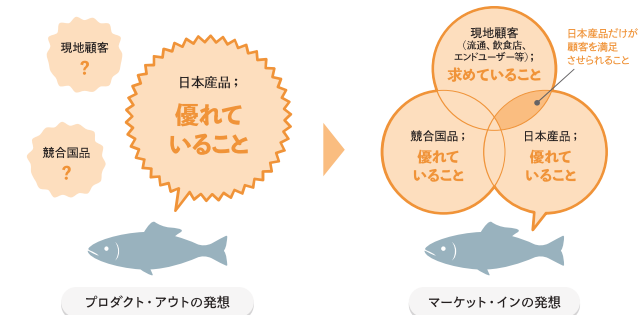 現地顧客
?
競合国品
?
日本産品;
優れて
いること
プロダクト・アウトの発想
現地顧客
(流通、飲食店、
エンドユーザー等);
求めていること
日本産品だけが
顧客を満足
させられること
競合国品;
優れて
いること
日本産品;
優れて
いること
マーケット・インの発想